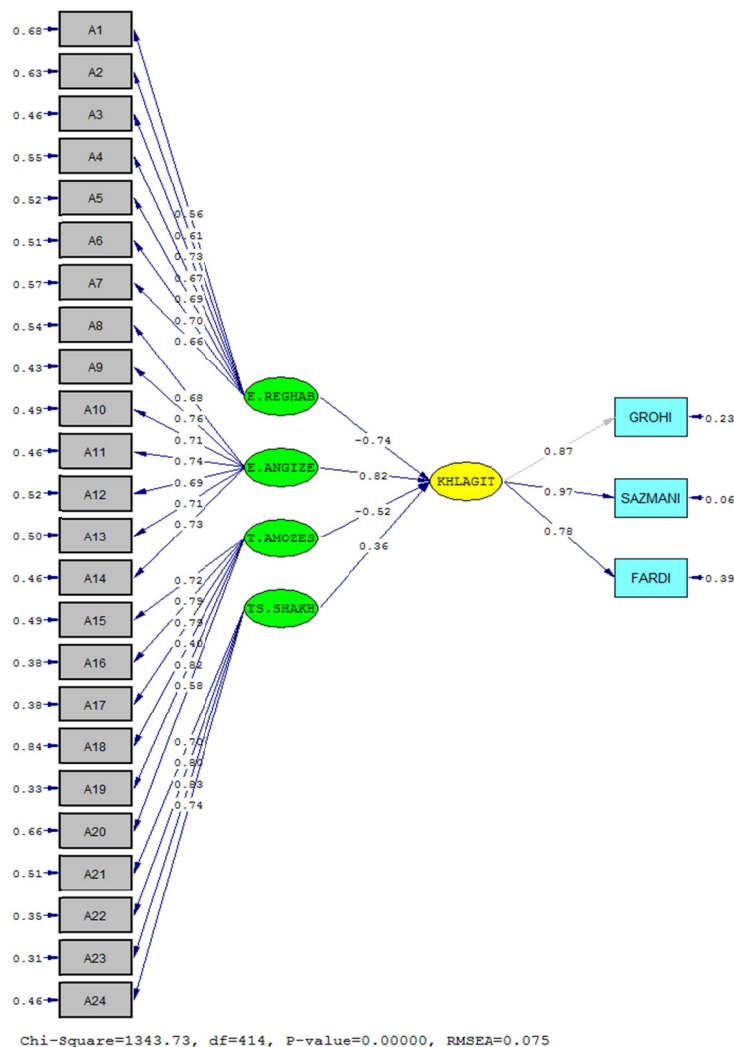 0.68 A1
0.63 A2
0.46 A3
0.55 A4
0.52 A5
0.51 A6
0.57 A7
0.54 A8
0.43 A9
0.49 A10
0.46 A11
0.52 A12
0.50 A13
0.46 A14
0.49 A15
0.38 A16
0.38 A17
0.84 A18
0.33 A19
0.66 A20
0.51 A21
0.35 A22
0.31 A23
0.46 A24
0.56
0.61
0.73
0.67
0.69
0.70
0.66
0.68
0.76
0.71
0.74
0.69
0.71
0.73
0.72
0.79
0.79
0.40
0.82
0.58
0.70
0.80
0.83
0.74
E.REGHAB
E.ANGIZE
T.AMOZES
TS.SHAKH
-0.74
0.82
-0.52
0.36
KHLAGIT
0.87
0.97
0.78
GROHI 0.23
SAZMANI 0.06
FARDI 0.39
Chi-Square=1343.73, df=414, P-value=0.00000, RMSEA=0.075